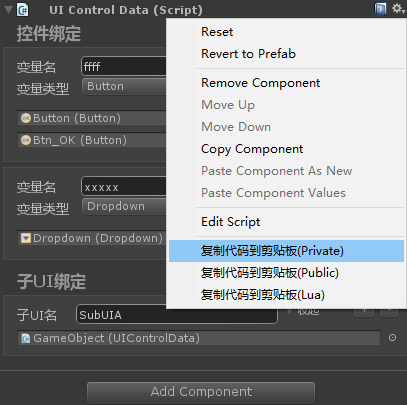 UI Control Data (Script)
控件绑定
变量名 ffff
变量类型 Button
Button (Button)
Btn_OK (Button)
变量名 xxxxx
变量类型 Dropdown
Dropdown (Dropdown)
子UI绑定
子UI名 SubUIA
GameObject (UIControlData)
Add Component
Reset
Revert to Prefab
Remove Component
Move Up
Move Down
Copy Component
Paste Component As New
Paste Component Values
Edit Script
复制代码到剪贴板(Private)
复制代码到剪贴板(Public)
复制代码到剪贴板(Lua)